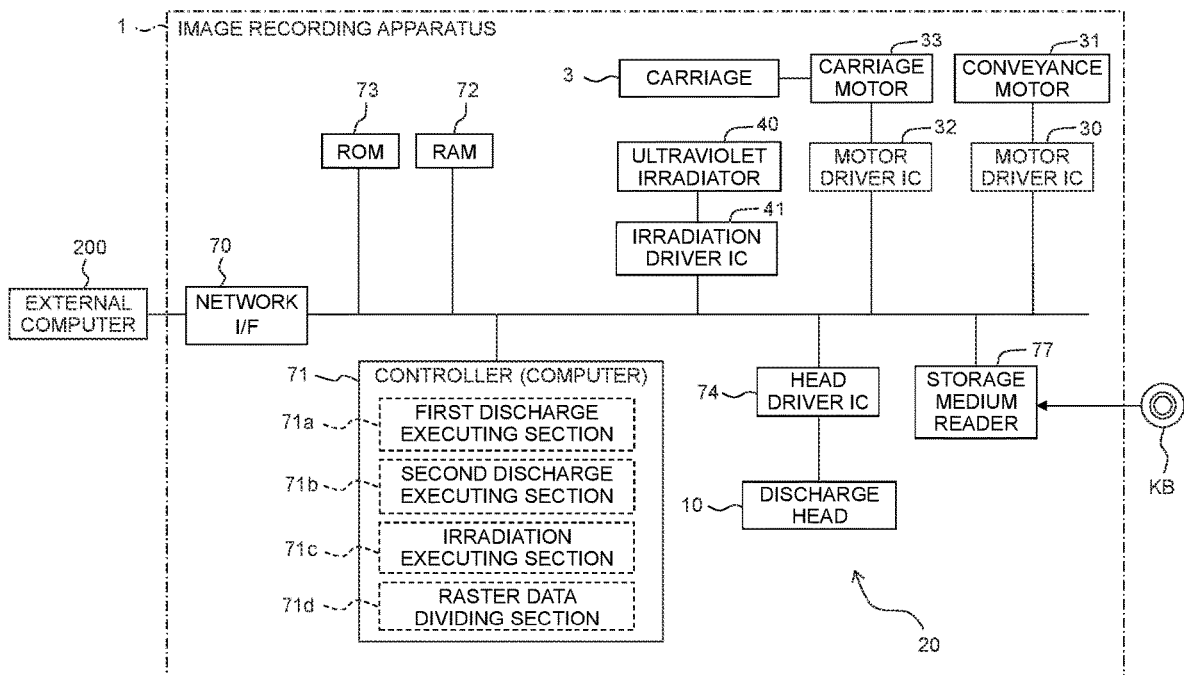 1
IMAGE RECORDING APPARATUS
33
31
3
CARRIAGE
CARRIAGE
MOTOR
CONVEYANCE
MOTOR
73
72
40
32
30
ROM
RAM
ULTRAVIOLET
IRRADIATOR
MOTOR
DRIVER IC
MOTOR
DRIVER IC
41
IRRADIATION
DRIVER IC
200
70
EXTERNAL
COMPUTER
NETWORK
I/F
71
CONTROLLER (COMPUTER)
71a
FIRST DISCHARGE
EXECUTING SECTION
71b
SECOND DISCHARGE
EXECUTING SECTION
71c
IRRADIATION
EXECUTING SECTION
71d
RASTER DATA
DIVIDING SECTION
74
HEAD
DRIVER IC
77
STORAGE
MEDIUM
READER
KB
10
DISCHARGE
HEAD
20